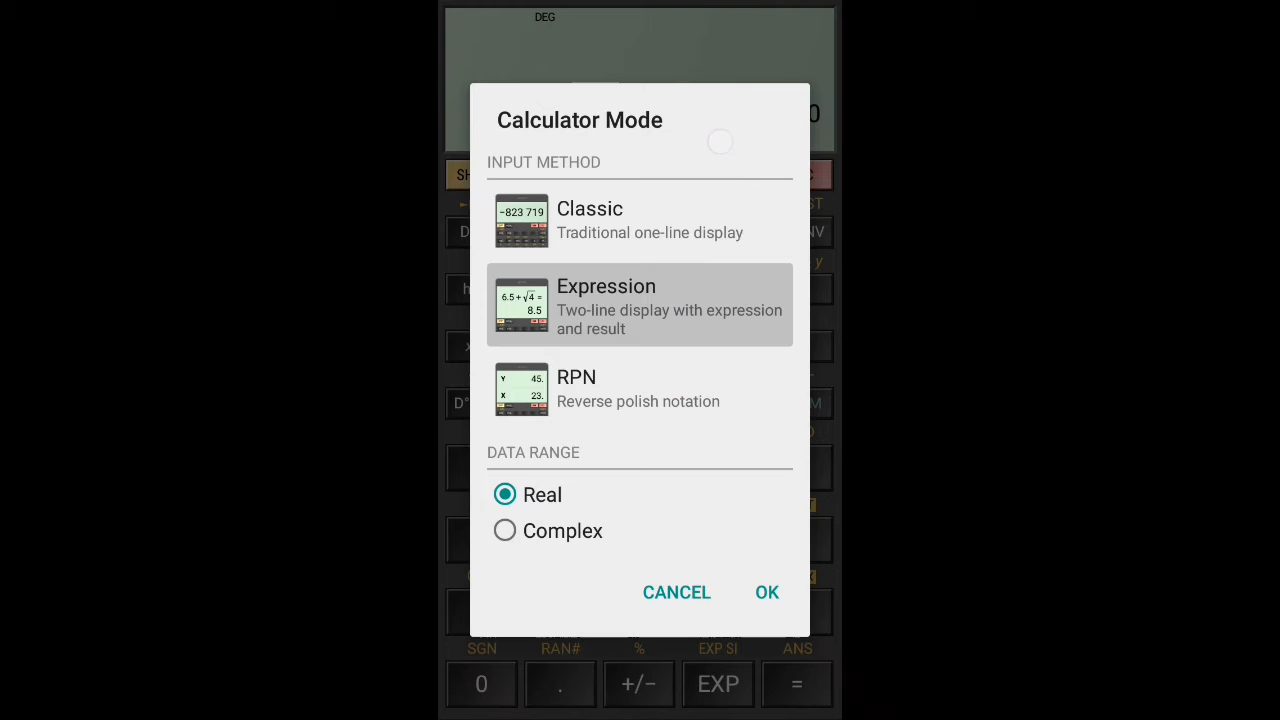 DEG
0
Calculator Mode
INPUT METHOD
−823 719
Classic
Traditional one-line display
6.5+√4 =
8.5
Expression
Two-line display with expression
and result
Y 45.
X 23.
RPN
Reverse polish notation
DATA RANGE
Real
Complex
CANCEL OK
SGN RAN# % EXP SI ANS
0 . +/− EXP =